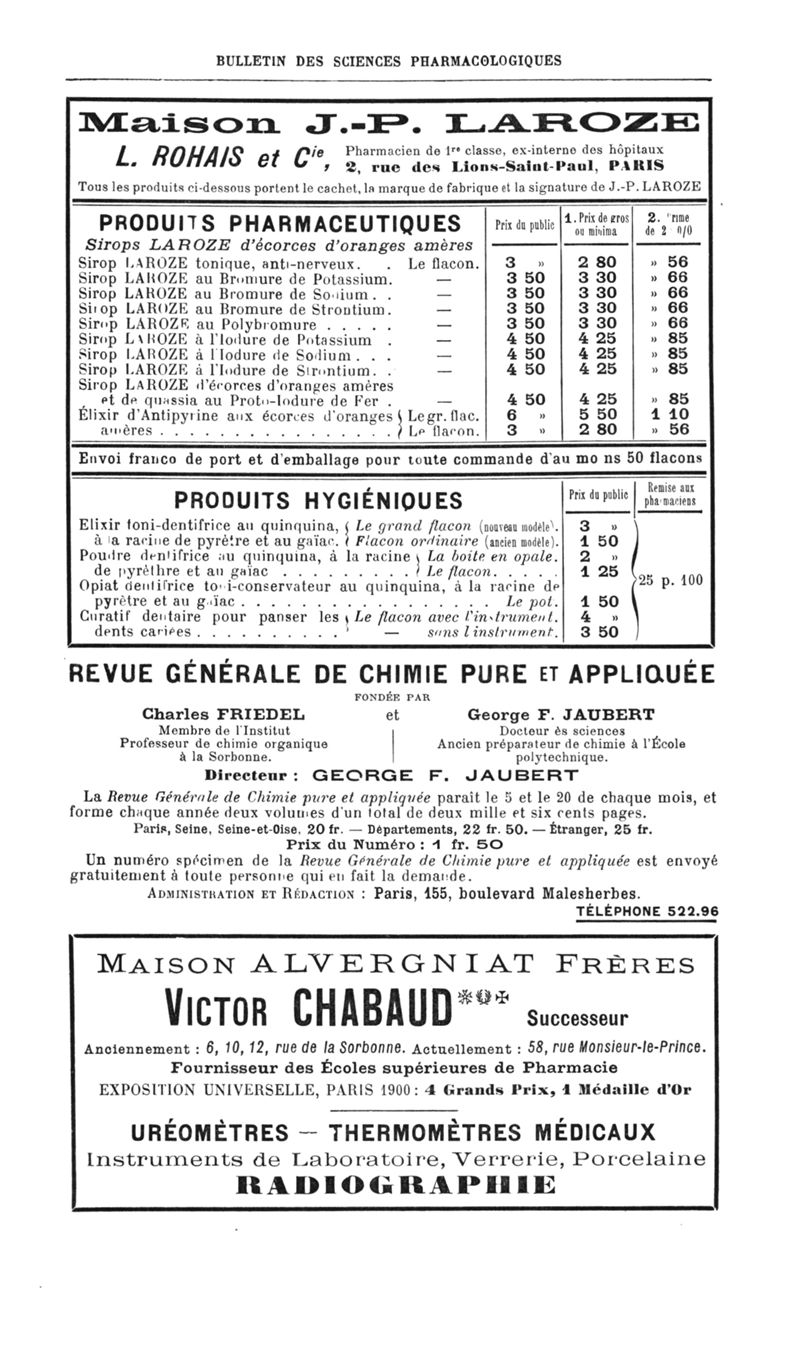 BULLETIN DES SCIENCES PHARMACOLOGIQUES
Maison J.-P. LAROZE
L. ROHAIS et Cie, Pharmacien de 1re classe, ex-interne des hôpitaux
2, rue des Lions-Saint-Paul, PARIS
Tous les produits ci-dessous portent le cachet, la marque de fabrique et la signature de J.-P. LAROZE
PRODUITS PHARMACEUTIQUES Prix du public 1. Prix de gros ou minima 2. de 2 0/0
Sirops LAROZE d'écorces d'oranges amères
Sirop LAROZE tonique, anti-nerveux. . Le flacon. 3 » 2 80 » 56
Sirop LAROZE au Bromure de Potassium. — 3 50 3 30 » 66
Sirop LAROZE au Bromure de Sodium. . — 3 50 3 30 » 66
Sirop LAROZE au Bromure de Strontium. — 3 50 3 30 » 66
Sirop LAROZE au Polybromure . . . . . — 3 50 3 30 » 66
Sirop LAROZE à l'Iodure de Potassium . — 4 50 4 25 » 85
Sirop LAROZE à l'Iodure de Sodium . . . — 4 50 4 25 » 85
Sirop LAROZE à l'Iodure de Strontium. . — 4 50 4 25 » 85
Sirop LAROZE d'écorces d'oranges amères
et de quassia au Proto-Iodure de Fer . — 4 50 4 25 » 85
Élixir d'Antipyrine aux écorces d'oranges Le gr. flac. 6 » 5 50 1 10
amères . . . . . . . . . . . . . . . . Le flacon. 3 » 2 80 » 56
Envoi franco de port et d'emballage pour toute commande d'au moins 50 flacons
PRODUITS HYGIÉNIQUES Prix du public Remise aux pharmaciens
Elixir toni-dentifrice au quinquina, Le grand flacon (nouveau modèle). 3 »
à la racine de pyrètre et au gaïac. Flacon ordinaire (ancien modèle). 1 50
Poudre dentifrice au quinquina, à la racine La boite en opale. 2 »
de pyrèthre et au gaïac . . . . . . . . . Le flacon. . . . . 1 25 25 p. 100
Opiat dentifrice toni-conservateur au quinquina, à la racine de
pyrètre et au gaïac . . . . . . . . . . . . . . . . . Le pot. 1 50
Curatif dentaire pour panser les Le flacon avec l'instrument. 4 »
dents cariées . . . . . . . . . . — sans l'instrument. 3 50
REVUE GÉNÉRALE DE CHIMIE PURE ET APPLIQUÉE
FONDÉE PAR
Charles FRIEDEL et George F. JAUBERT
Membre de l'Institut Docteur ès sciences
Professeur de chimie organique Ancien préparateur de chimie à l'École
à la Sorbonne. polytechnique.
Directeur : GEORGE F. JAUBERT
La Revue Générale de Chimie pure et appliquée paraît le 5 et le 20 de chaque mois, et
forme chaque année deux volumes d'un total de deux mille et six cents pages.
Paris, Seine, Seine-et-Oise, 20 fr. — Départements, 22 fr. 50. — Étranger, 25 fr.
Prix du Numéro : 1 fr. 50
Un numéro spécimen de la Revue Générale de Chimie pure et appliquée est envoyé
gratuitement à toute personne qui en fait la demande.
ADMINISTRATION ET RÉDACTION : Paris, 155, boulevard Malesherbes.
TÉLÉPHONE 522.96
MAISON ALVERGNIAT FRÈRES
VICTOR CHABAUD Successeur
Anciennement : 6, 10, 12, rue de la Sorbonne. Actuellement : 58, rue Monsieur-le-Prince.
Fournisseur des Écoles supérieures de Pharmacie
EXPOSITION UNIVERSELLE, PARIS 1900 : 4 Grands Prix, 1 Médaille d'Or
URÉOMÈTRES — THERMOMÈTRES MÉDICAUX
Instruments de Laboratoire, Verrerie, Porcelaine
RADIOGRAPHIE